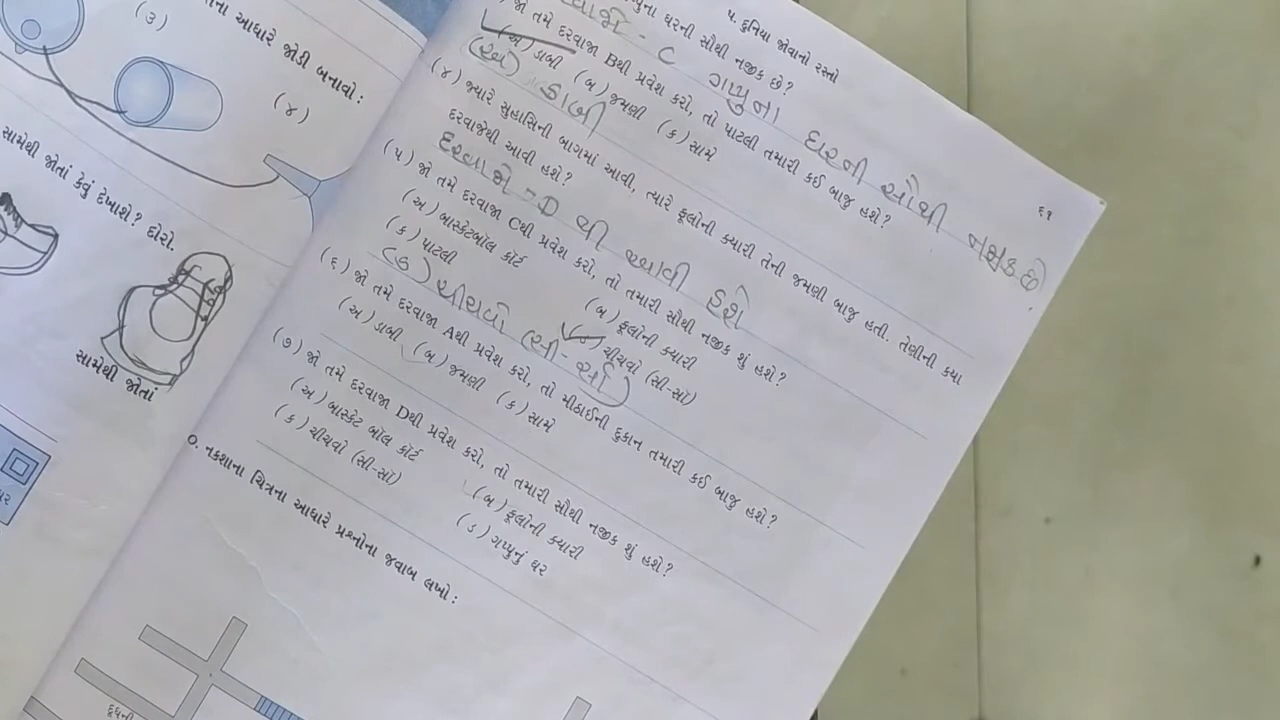 તેના આધારે જોડી બનાવો :
(૩)
(૪)
સામેથી જોતાં કેવું દેખાશે? દોરો.
સામેથી જોતાં
૫. દુનિયા જોવાનો રસ્તો
૬૧
ઘરની સૌથી નજીક છે?
દરવાજો - C ગપ્પુના ઘરની સૌથી નજીક છે
જો તમે દરવાજા Bથી પ્રવેશ કરો, તો પાટલી તમારી કઈ બાજુ હશે?
(અ) ડાબી (બ) જમણી (ક) સામે
(અ) ડાબી
(૪) જ્યારે સુહાસિની બાગમાં આવી, ત્યારે ફૂલોની ક્યારી તેની જમણી બાજુ હતી. તેણીની કયા
દરવાજેથી આવી હશે?
દરવાજો - D થી આવી હશે
(૫) જો તમે દરવાજા Cથી પ્રવેશ કરો, તો તમારી સૌથી નજીક શું હશે?
(અ) બાસ્કેટબૉલ કૉર્ટ (બ) ફૂલોની ક્યારી
(ક) પાટલી (ડ) ચીચવો (સી-સૉ)
(ડ) ચીચવો
(૬) જો તમે દરવાજા Aથી પ્રવેશ કરો, તો મીઠાઈની દુકાન તમારી કઈ બાજુ હશે?
(અ) ડાબી (બ) જમણી (ક) સામે
(૭) જો તમે દરવાજા Dથી પ્રવેશ કરો, તો તમારી સૌથી નજીક શું હશે?
(અ) બાસ્કેટ બૉલ કૉર્ટ (બ) ફૂલોની ક્યારી
(ક) ચીચવો (સી-સૉ) (ડ) ગપ્પુનું ઘર
૦. નકશાના ચિત્રના આધારે પ્રશ્નોના જવાબ લખો :
દૂધની